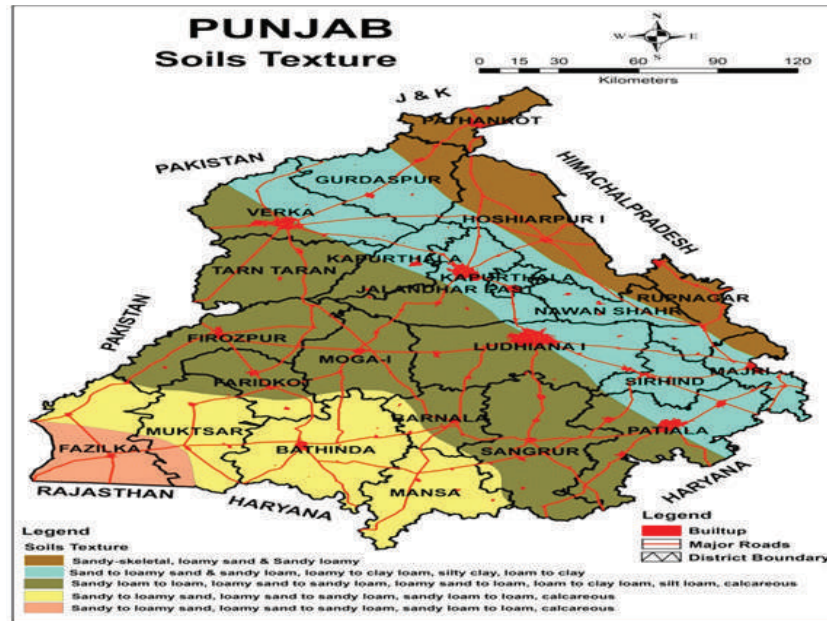 PUNJAB
Soils Texture
N
W E
S
0 15 30 60 90 120
Kilometers
J & K
PATHANKOT
PAKISTAN
GURDASPUR
HIMACHALPRADESH
VERKA
HOSHIARPUR I
KAPURTHALA
KAPURTHALA
TARN TARAN
JALANDHAR EAST
RUPNAGAR
NAWAN SHAHR
PAKISTAN
FIROZPUR
MOGA-I
LUDHIANA I
MAJRI
SIRHIND
FARIDKOT
BARNALA
PATIALA
MUKTSAR
FAZILKA
BATHINDA
SANGRUR
MANSA
RAJASTHAN
HARYANA
HARYANA
Legend
Soils Texture
Sandy-skeletal, loamy sand & Sandy loamy
Sand to loamy sand & sandy loam, loamy to clay loam, silty clay, loam to clay
Sandy loam to loam, loamy sand to sandy loam, loamy sand to loam, loam to clay loam, silt loam, calcareous
Sandy to loamy sand, loamy sand to sandy loam, sandy loam to loam, calcareous
Sandy to loamy sand, loamy sand to sandy loam, sandy loam to loam, calcareous
Legend
Builtup
Major Roads
District Boundary